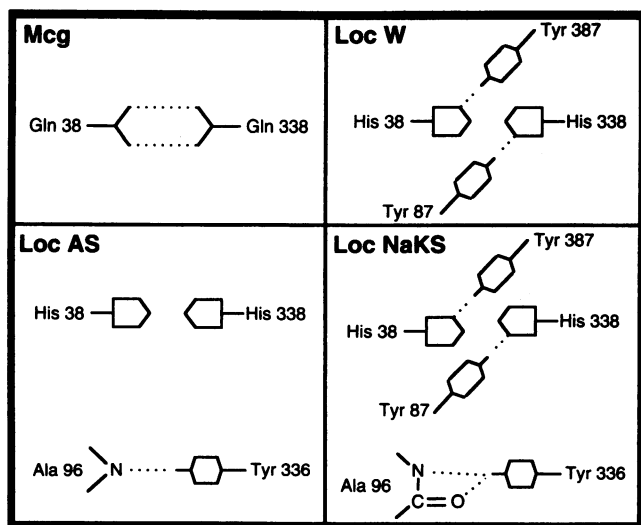 Mcg
Gln 38
Gln 338
Loc W
Tyr 387
His 38
His 338
Tyr 87
Loc AS
His 38
His 338
Ala 96
N
Tyr 336
Loc NaKS
Tyr 387
His 38
His 338
Tyr 87
Ala 96
N
C
O
Tyr 336